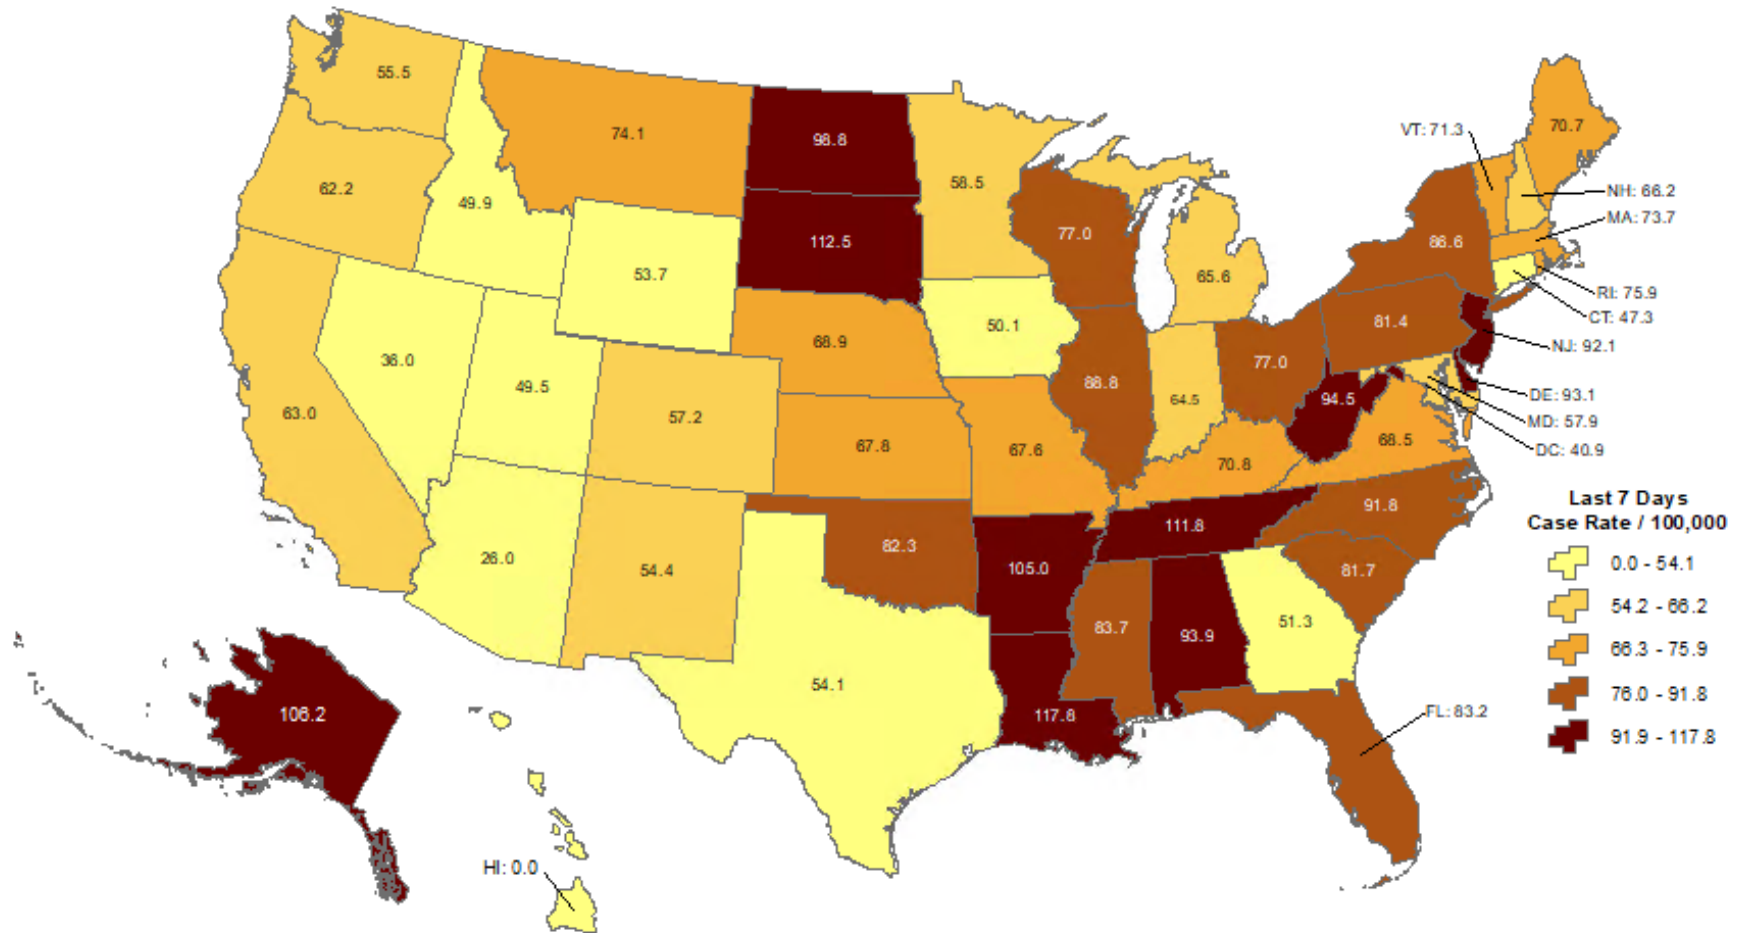 55.5
74.1
98.8
58.5
VT: 71.3
70.7
62.2
49.9
112.5
77.0
65.6
86.6
NH: 66.2
MA: 73.7
53.7
50.1
81.4
RI: 75.9
CT: 47.3
NJ: 92.1
36.0
49.5
68.9
88.8
64.5
77.0
94.5
DE: 93.1
MD: 57.9
DC: 40.9
63.0
57.2
67.8
67.6
70.8
68.5
26.0
54.4
82.3
105.0
111.8
91.8
81.7
83.7
93.9
51.3
54.1
117.8
FL: 83.2
106.2
HI: 0.0
Last 7 Days
Case Rate / 100,000
0.0 - 54.1
54.2 - 66.2
66.3 - 75.9
76.0 - 91.8
91.9 - 117.8